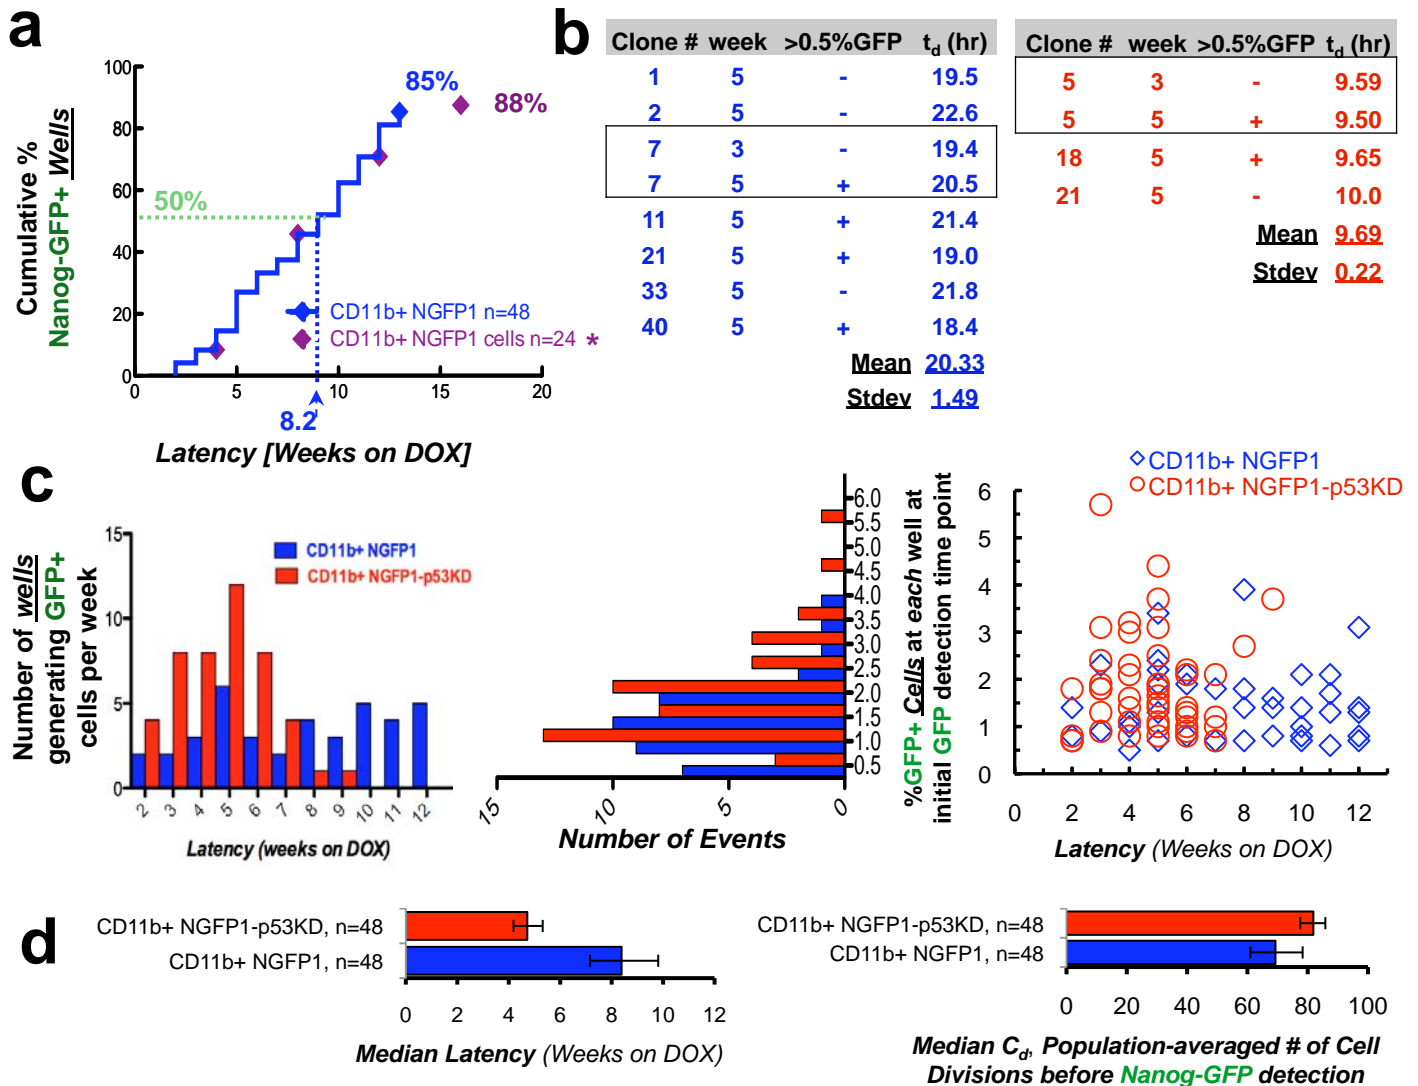 a
Cumulative %
Nanog-GFP+ Wells
100
80
60
40
20
0
0
5
10
15
20
85%
88%
50%
CD11b+ NGFP1 n=48
CD11b+ NGFP1 cells n=24 *
8.2
Latency [Weeks on DOX]
b
Clone # week >0.5%GFP td (hr)
1 5 - 19.5
2 5 - 22.6
7 3 - 19.4
7 5 + 20.5
11 5 + 21.4
21 5 + 19.0
33 5 - 21.8
40 5 + 18.4
Mean 20.33
Stdev 1.49
Clone # week >0.5%GFP td (hr)
5 3 - 9.59
5 5 + 9.50
18 5 + 9.65
21 5 - 10.0
Mean 9.69
Stdev 0.22
c
Number of wells
generating GFP+
cells per week
15
10
5
0
CD11b+ NGFP1
CD11b+ NGFP1-p53KD
2 3 4 5 6 7 8 9 10 11 12
Latency (weeks on DOX)
6.0
5.5
5.0
4.5
4.0
3.5
3.0
2.5
2.0
1.5
1.0
0.5
15 10 5 0
Number of Events
%GFP+ Cells at each well at
initial GFP detection time point
CD11b+ NGFP1
CD11b+ NGFP1-p53KD
6
5
4
3
2
1
0
0 2 4 6 8 10 12
Latency (Weeks on DOX)
d
CD11b+ NGFP1-p53KD, n=48
CD11b+ NGFP1, n=48
0 2 4 6 8 10 12
Median Latency (Weeks on DOX)
CD11b+ NGFP1-p53KD, n=48
CD11b+ NGFP1, n=48
0 20 40 60 80 100
Median Cd, Population-averaged # of Cell
Divisions before Nanog-GFP detection